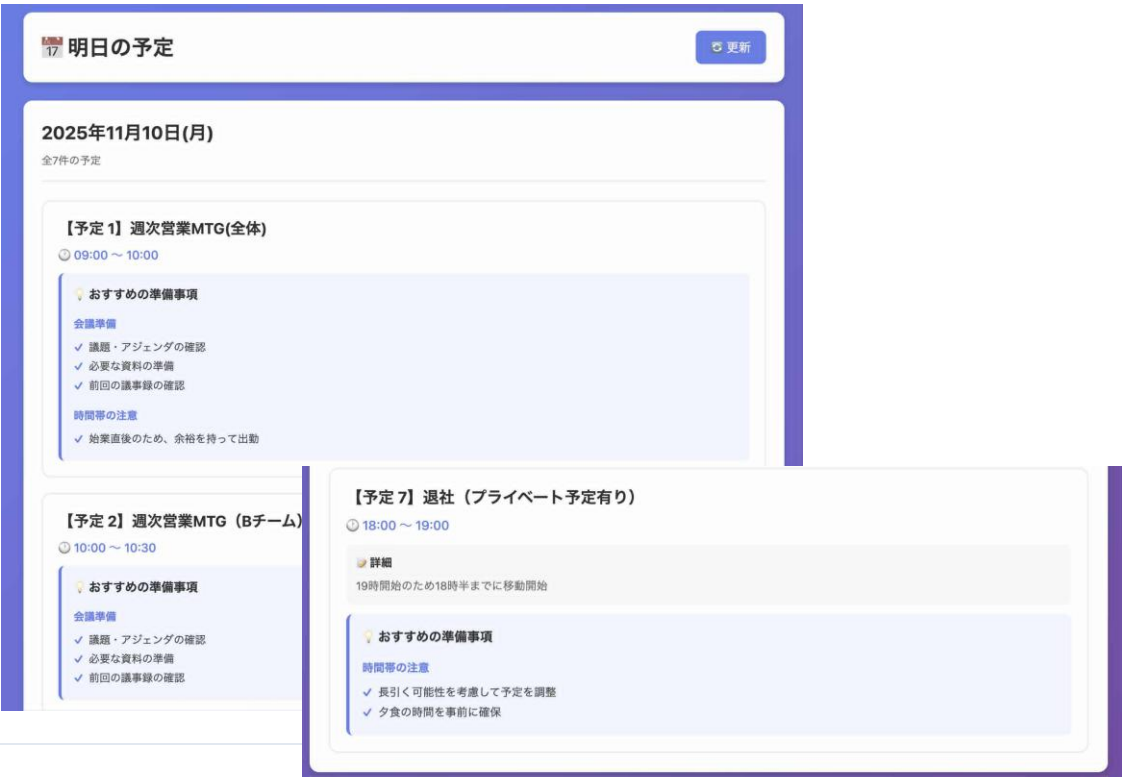 明日の予定
更新
2025年11月10日(月)
全7件の予定
【予定 1】週次営業MTG(全体)
09:00 ～ 10:00
おすすめの準備事項
会議準備
✓ 議題・アジェンダの確認
✓ 必要な資料の準備
✓ 前回の議事録の確認
時間帯の注意
✓ 始業直後のため、余裕を持って出勤
【予定 2】週次営業MTG（Bチーム）
10:00 ～ 10:30
おすすめの準備事項
会議準備
✓ 議題・アジェンダの確認
✓ 必要な資料の準備
✓ 前回の議事録の確認
【予定 7】退社（プライベート予定有り）
18:00 ～ 19:00
詳細
19時開始のため18時半までに移動開始
おすすめの準備事項
時間帯の注意
✓ 長引く可能性を考慮して予定を調整
✓ 夕食の時間を事前に確保